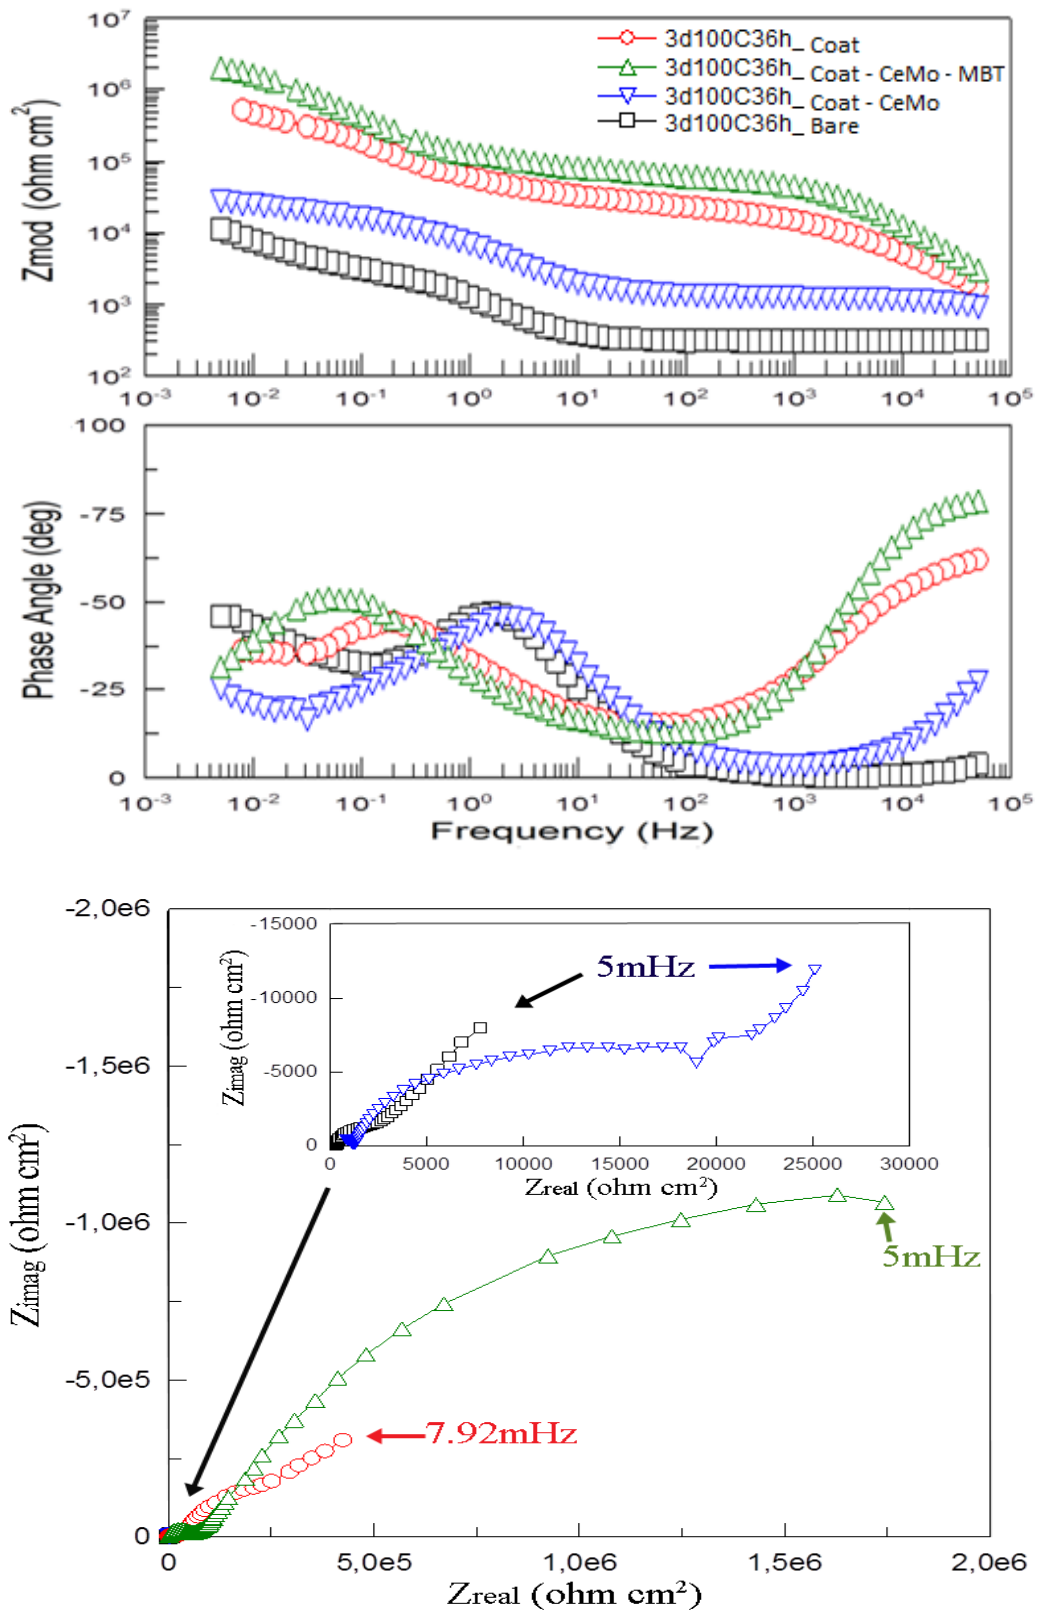 10⁷
10⁶
10⁵
10⁴
10³
10²
Zmod (ohm cm²)
3d100C36h_ Coat
3d100C36h_ Coat - CeMo - MBT
3d100C36h_ Coat - CeMo
3d100C36h_ Bare
10⁻³ 10⁻² 10⁻¹ 10⁰ 10¹ 10² 10³ 10⁴ 10⁵
-100
-75
-50
-25
0
Phase Angle (deg)
10⁻³ 10⁻² 10⁻¹ 10⁰ 10¹ 10² 10³ 10⁴ 10⁵
Frequency (Hz)
-2,0e6
-1,5e6
-1,0e6
-5,0e5
0
Zimag (ohm cm²)
-15000
-10000
-5000
0
Zimag (ohm cm²)
5mHz
0 5000 10000 15000 20000 25000 30000
Zreal (ohm cm²)
5mHz
7.92mHz
0 5,0e5 1,0e6 1,5e6 2,0e6
Zreal (ohm cm²)